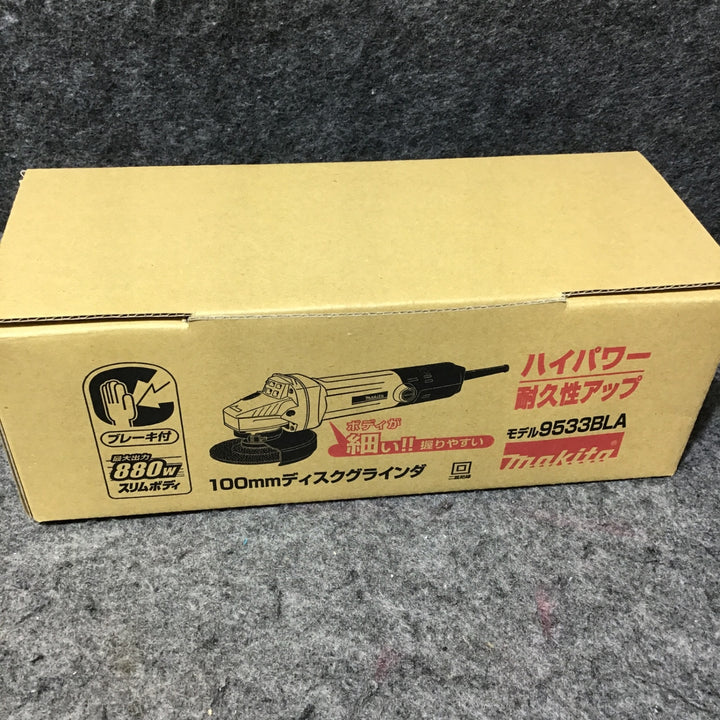 ブレーキ付
最大出力
880W
スリムボディ
makita
ボディが
細い!! 握りやすい
100mmディスクグラインダ
二重絶縁
ハイパワー
耐久性アップ
モデル9533BLA
makita